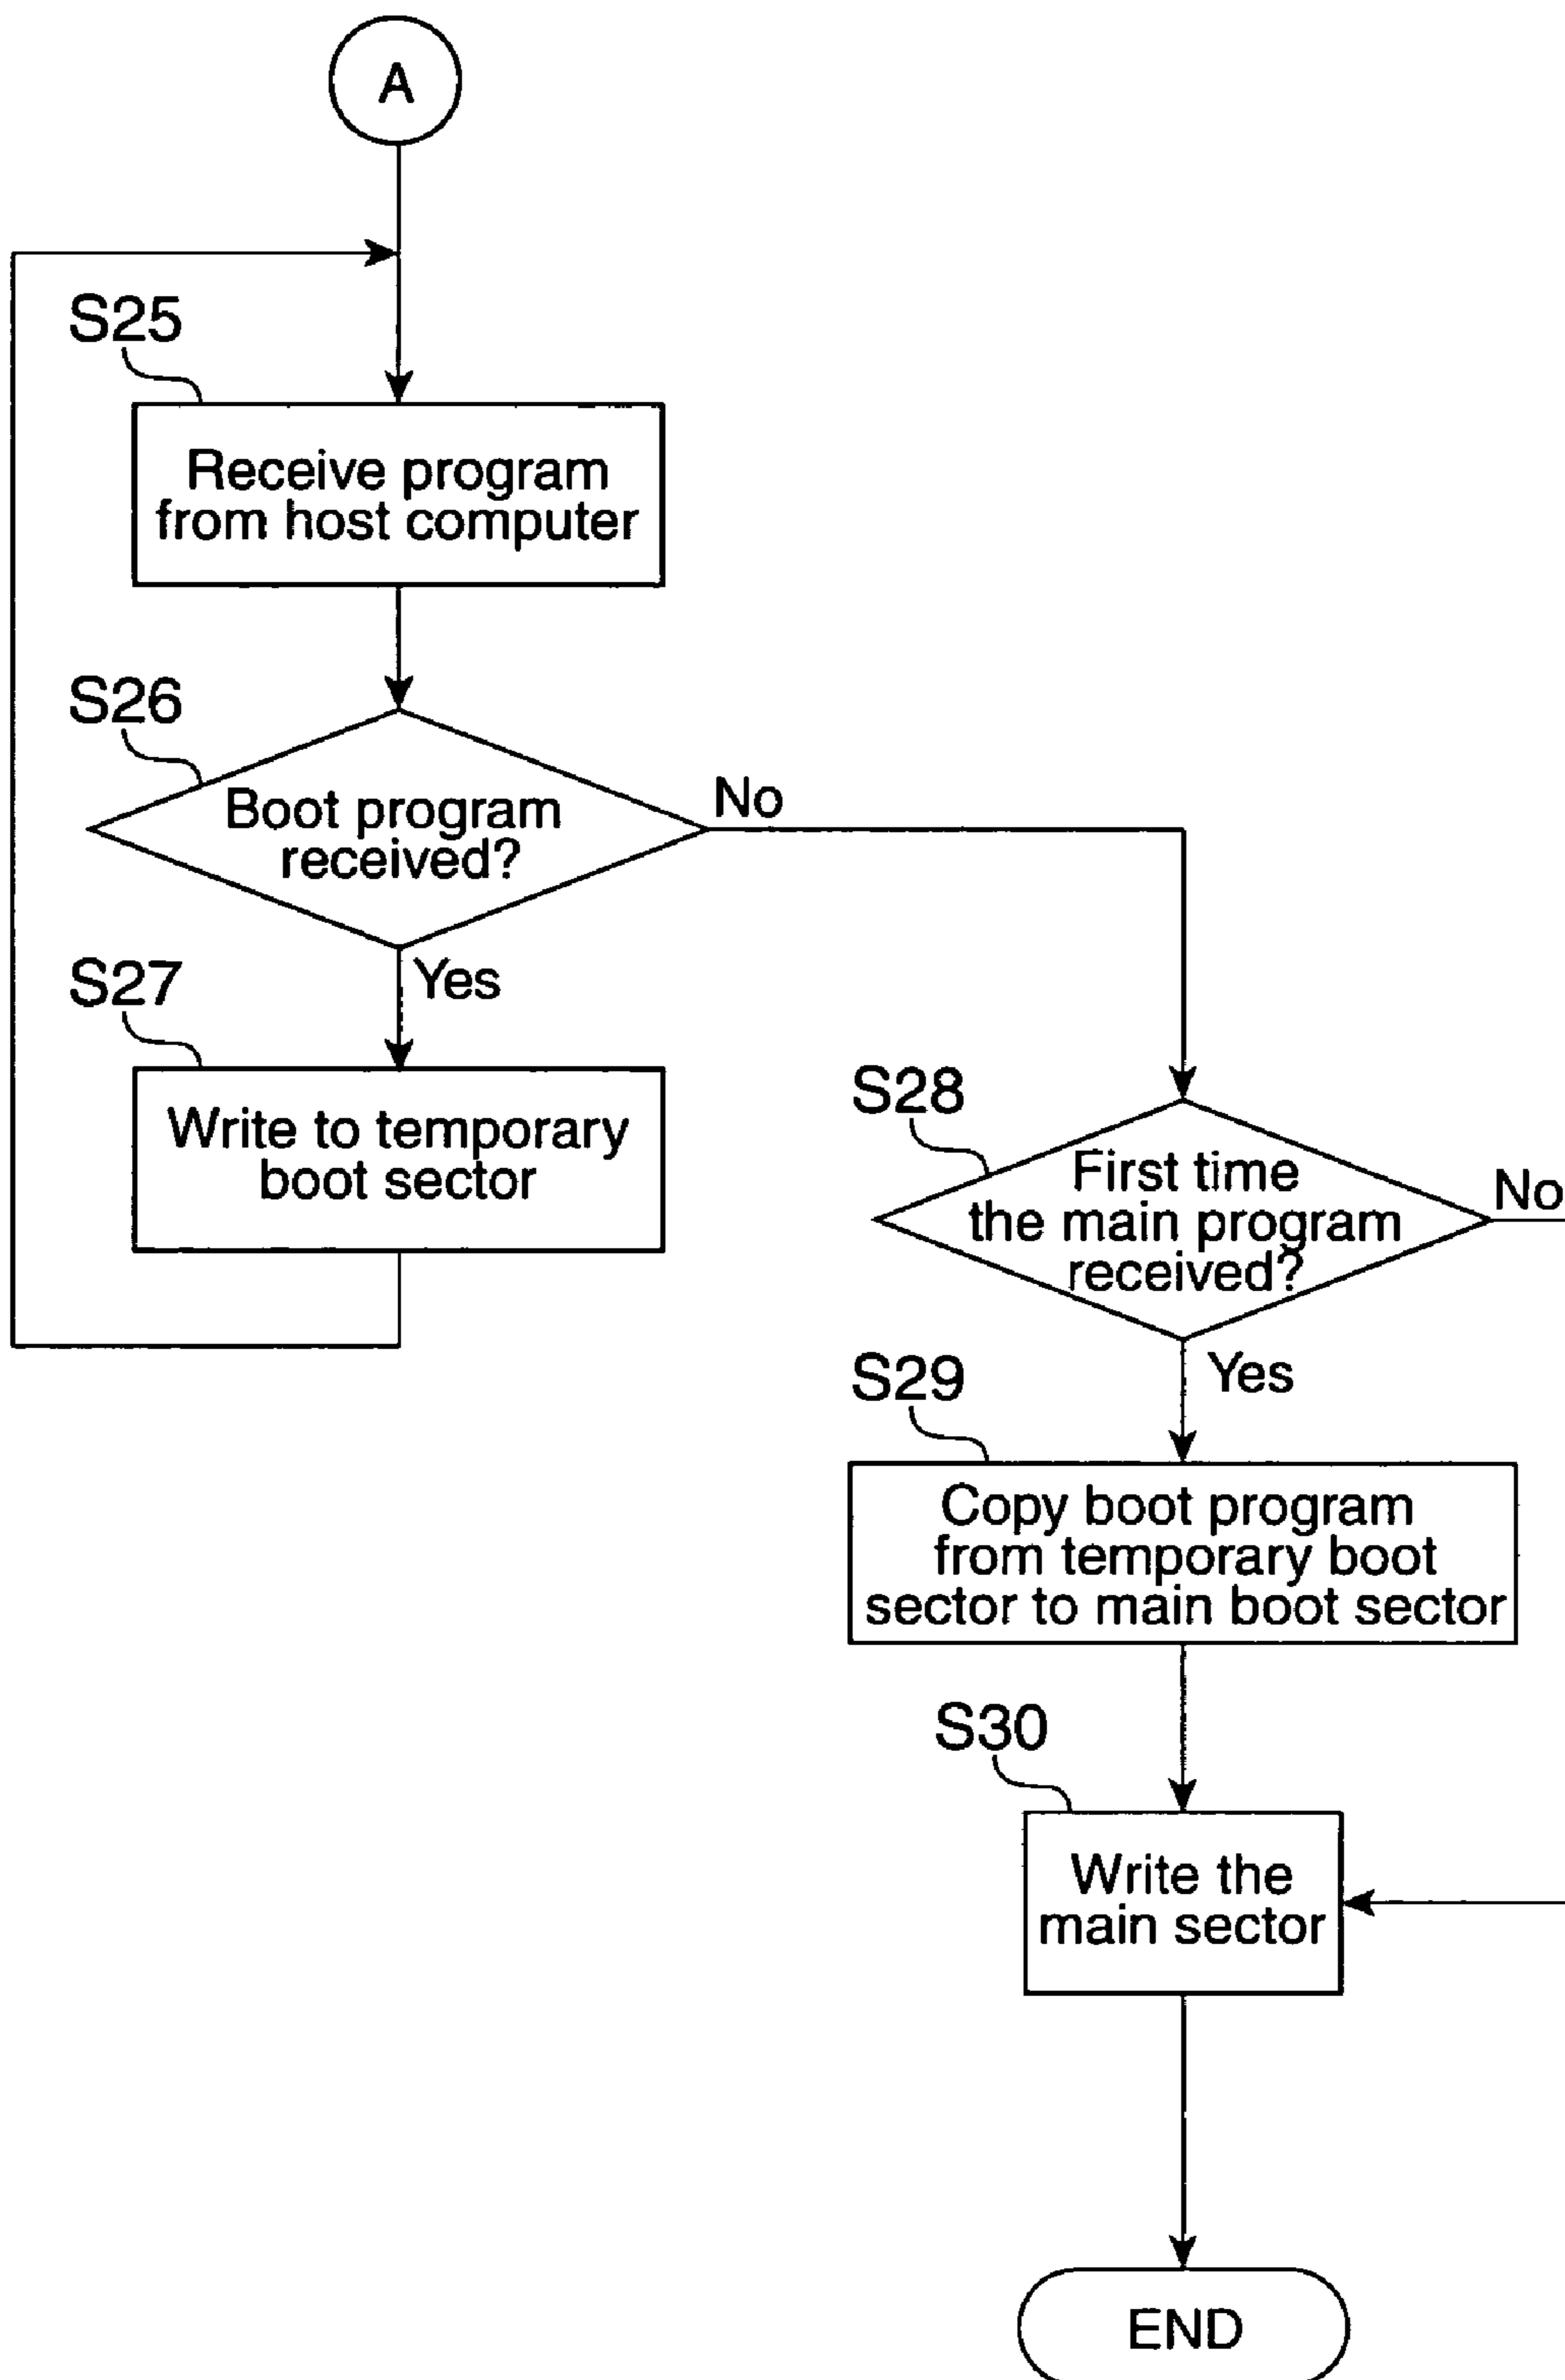 A
S25
Receive program
from host computer
S26
Boot program
received?
No
Yes
S27
Write to temporary
boot sector
S28
First time
the main program
received?
No
Yes
S29
Copy boot program
from temporary boot
sector to main boot sector
S30
Write the
main sector
END